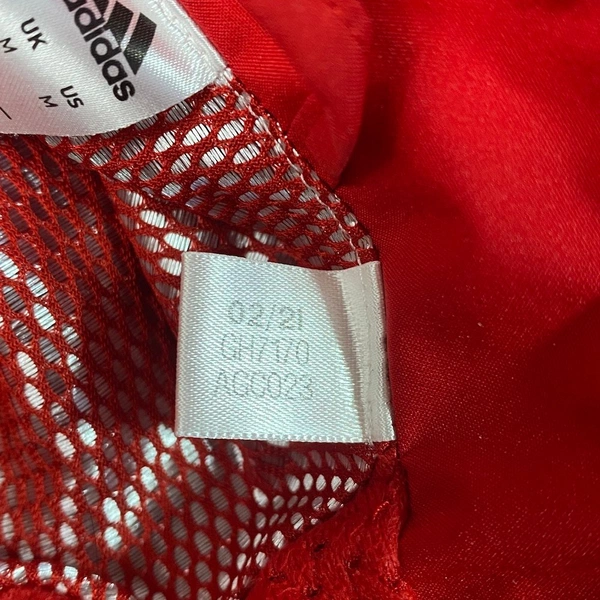 adidas
UK
M
US
M
02/21
GH7170
AGC023